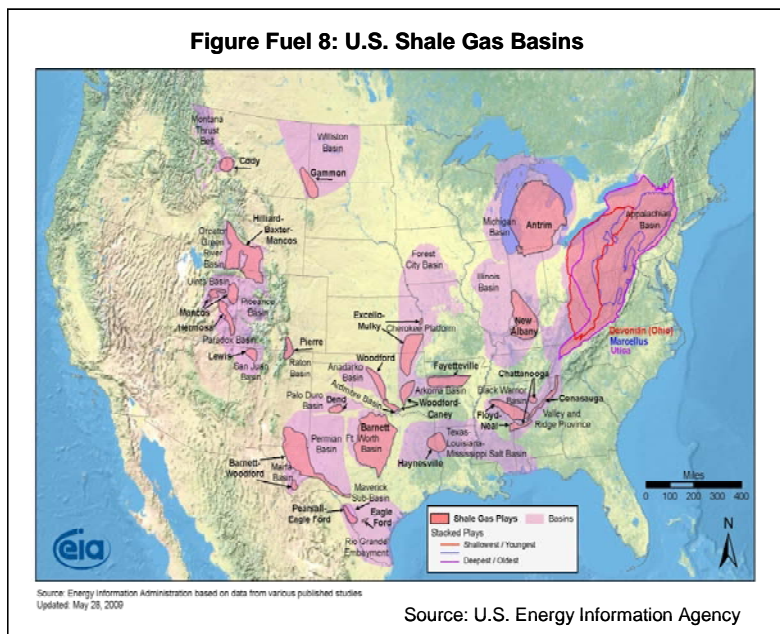 Figure Fuel 8: U.S. Shale Gas Basins
Montana
Thrust
Belt
Cody
Williston
Basin
Gammon
Hilliard-
Baxter-
Mancos
Greater
Green
River
Basin
Uinta Basin
Mancos
Piceance
Basin
Hermosa
Paradox Basin
Lewis
San Juan
Basin
Pierre
Raton
Basin
Forest
City Basin
Excello-
Mulky
Cherokee Platform
Woodford
Anadarko
Basin
Ardmore Basin
Palo Duro
Basin
Bend
Fayetteville
Arkoma Basin
Woodford-
Caney
Michigan
Basin
Antrim
Illinois
Basin
New
Albany
Appalachian
Basin
Devonian (Ohio)
Marcellus
Utica
Chattanooga
Black Warrior
Basin
Conasauga
Floyd-
Neal
Valley and
Ridge Province
Permian
Basin
Barnett
Ft.
Worth
Basin
Texas-
Louisiana-
Mississippi Salt Basin
Haynesville
Barnett-
Woodford
Marfa
Basin
Maverick
Sub-Basin
Pearsall-
Eagle Ford
Eagle
Ford
Rio Grande
Embayment
Miles
0 100 200 300 400
N
Shale Gas Plays
Basins
Stacked Plays
Shallowest / Youngest
Deepest / Oldest
eia
Source: Energy Information Administration based on data from various published studies
Updated: May 28, 2009
Source: U.S. Energy Information Agency